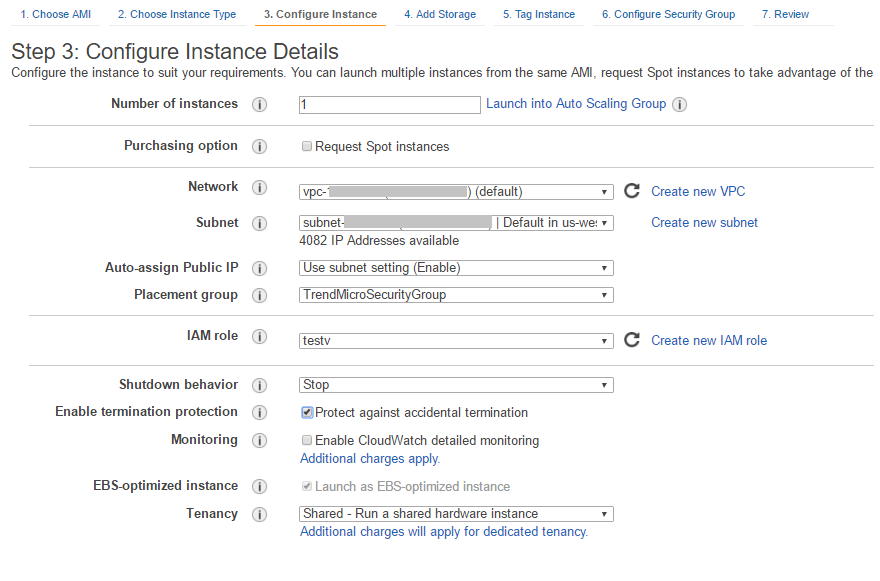 1. Choose AMI 2. Choose Instance Type 3. Configure Instance 4. Add Storage 5. Tag Instance 6. Configure Security Group 7. Review
Step 3: Configure Instance Details
Configure the instance to suit your requirements. You can launch multiple instances from the same AMI, request Spot instances to take advantage of the
Number of instances i 1 Launch into Auto Scaling Group i
Purchasing option i Request Spot instances
Network i vpc- ) (default) Create new VPC
Subnet i subnet- | Default in us-wes Create new subnet
4082 IP Addresses available
Auto-assign Public IP i Use subnet setting (Enable)
Placement group i TrendMicroSecurityGroup
IAM role i testv Create new IAM role
Shutdown behavior i Stop
Enable termination protection i Protect against accidental termination
Monitoring i Enable CloudWatch detailed monitoring
Additional charges apply.
EBS-optimized instance i Launch as EBS-optimized instance
Tenancy i Shared - Run a shared hardware instance
Additional charges will apply for dedicated tenancy.